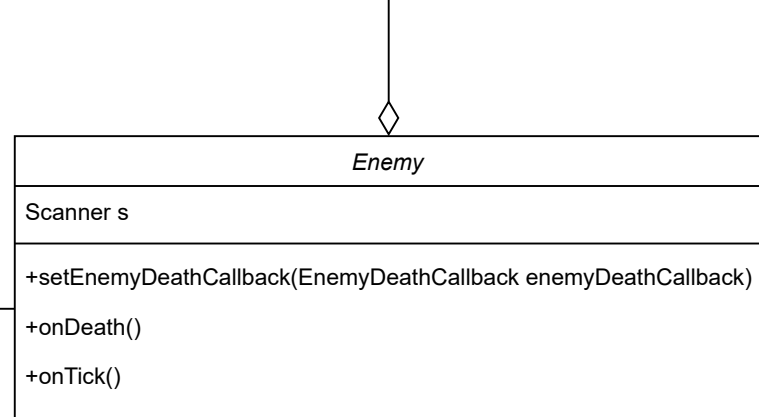 Enemy
Scanner s
+setEnemyDeathCallback(EnemyDeathCallback enemyDeathCallback)
+onDeath()
+onTick()